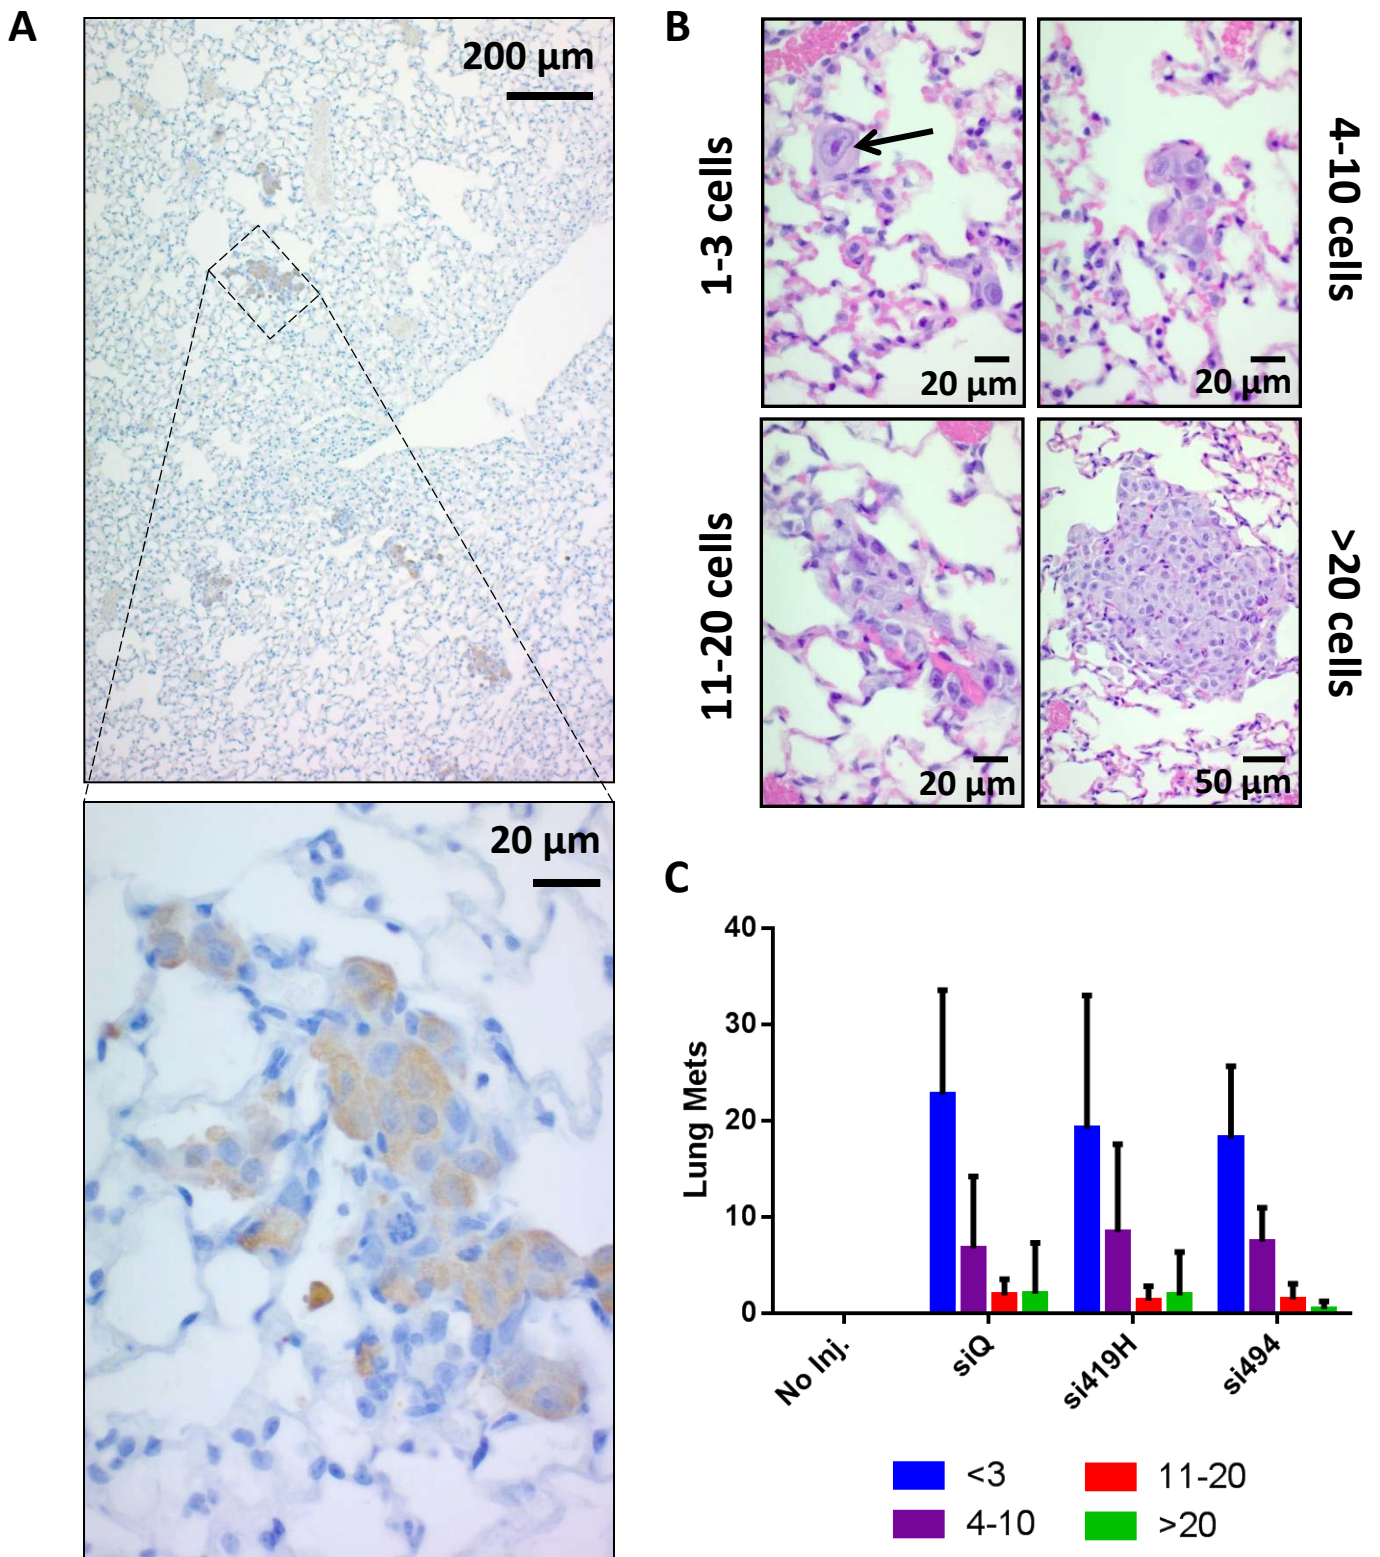 A
200 µm
20 µm
B
1-3 cells
20 µm
4-10 cells
20 µm
11-20 cells
20 µm
>20 cells
50 µm
C
Lung Mets
40
30
20
10
0
No Inj.
siQ
si419H
si494
<3
11-20
4-10
>20